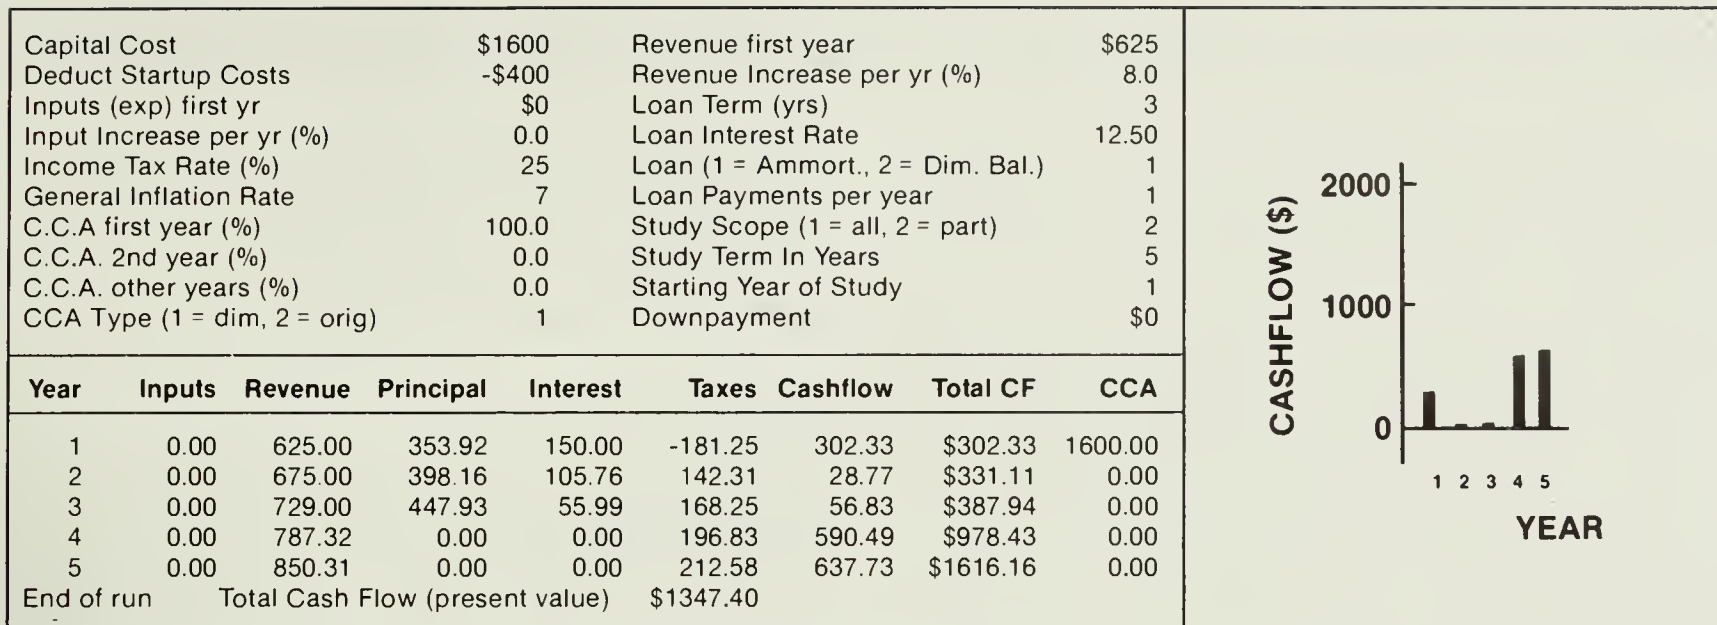 Capital Cost $1600 Revenue first year $625
Deduct Startup Costs -$400 Revenue Increase per yr (%) 8.0
Inputs (exp) first yr $0 Loan Term (yrs) 3
Input Increase per yr (%) 0.0 Loan Interest Rate 12.50
Income Tax Rate (%) 25 Loan (1 = Ammort., 2 = Dim. Bal.) 1
General Inflation Rate 7 Loan Payments per year 1
C.C.A first year (%) 100.0 Study Scope (1 = all, 2 = part) 2
C.C.A. 2nd year (%) 0.0 Study Term In Years 5
C.C.A. other years (%) 0.0 Starting Year of Study 1
CCA Type (1 = dim, 2 = orig) 1 Downpayment $0
Year Inputs Revenue Principal Interest Taxes Cashflow Total CF CCA
1 0.00 625.00 353.92 150.00 -181.25 302.33 $302.33 1600.00
2 0.00 675.00 398.16 105.76 142.31 28.77 $331.11 0.00
3 0.00 729.00 447.93 55.99 168.25 56.83 $387.94 0.00
4 0.00 787.32 0.00 0.00 196.83 590.49 $978.43 0.00
5 0.00 850.31 0.00 0.00 212.58 637.73 $1616.16 0.00
End of run Total Cash Flow (present value) $1347.40
CASHFLOW ($)
2000
1000
0
1 2 3 4 5
YEAR